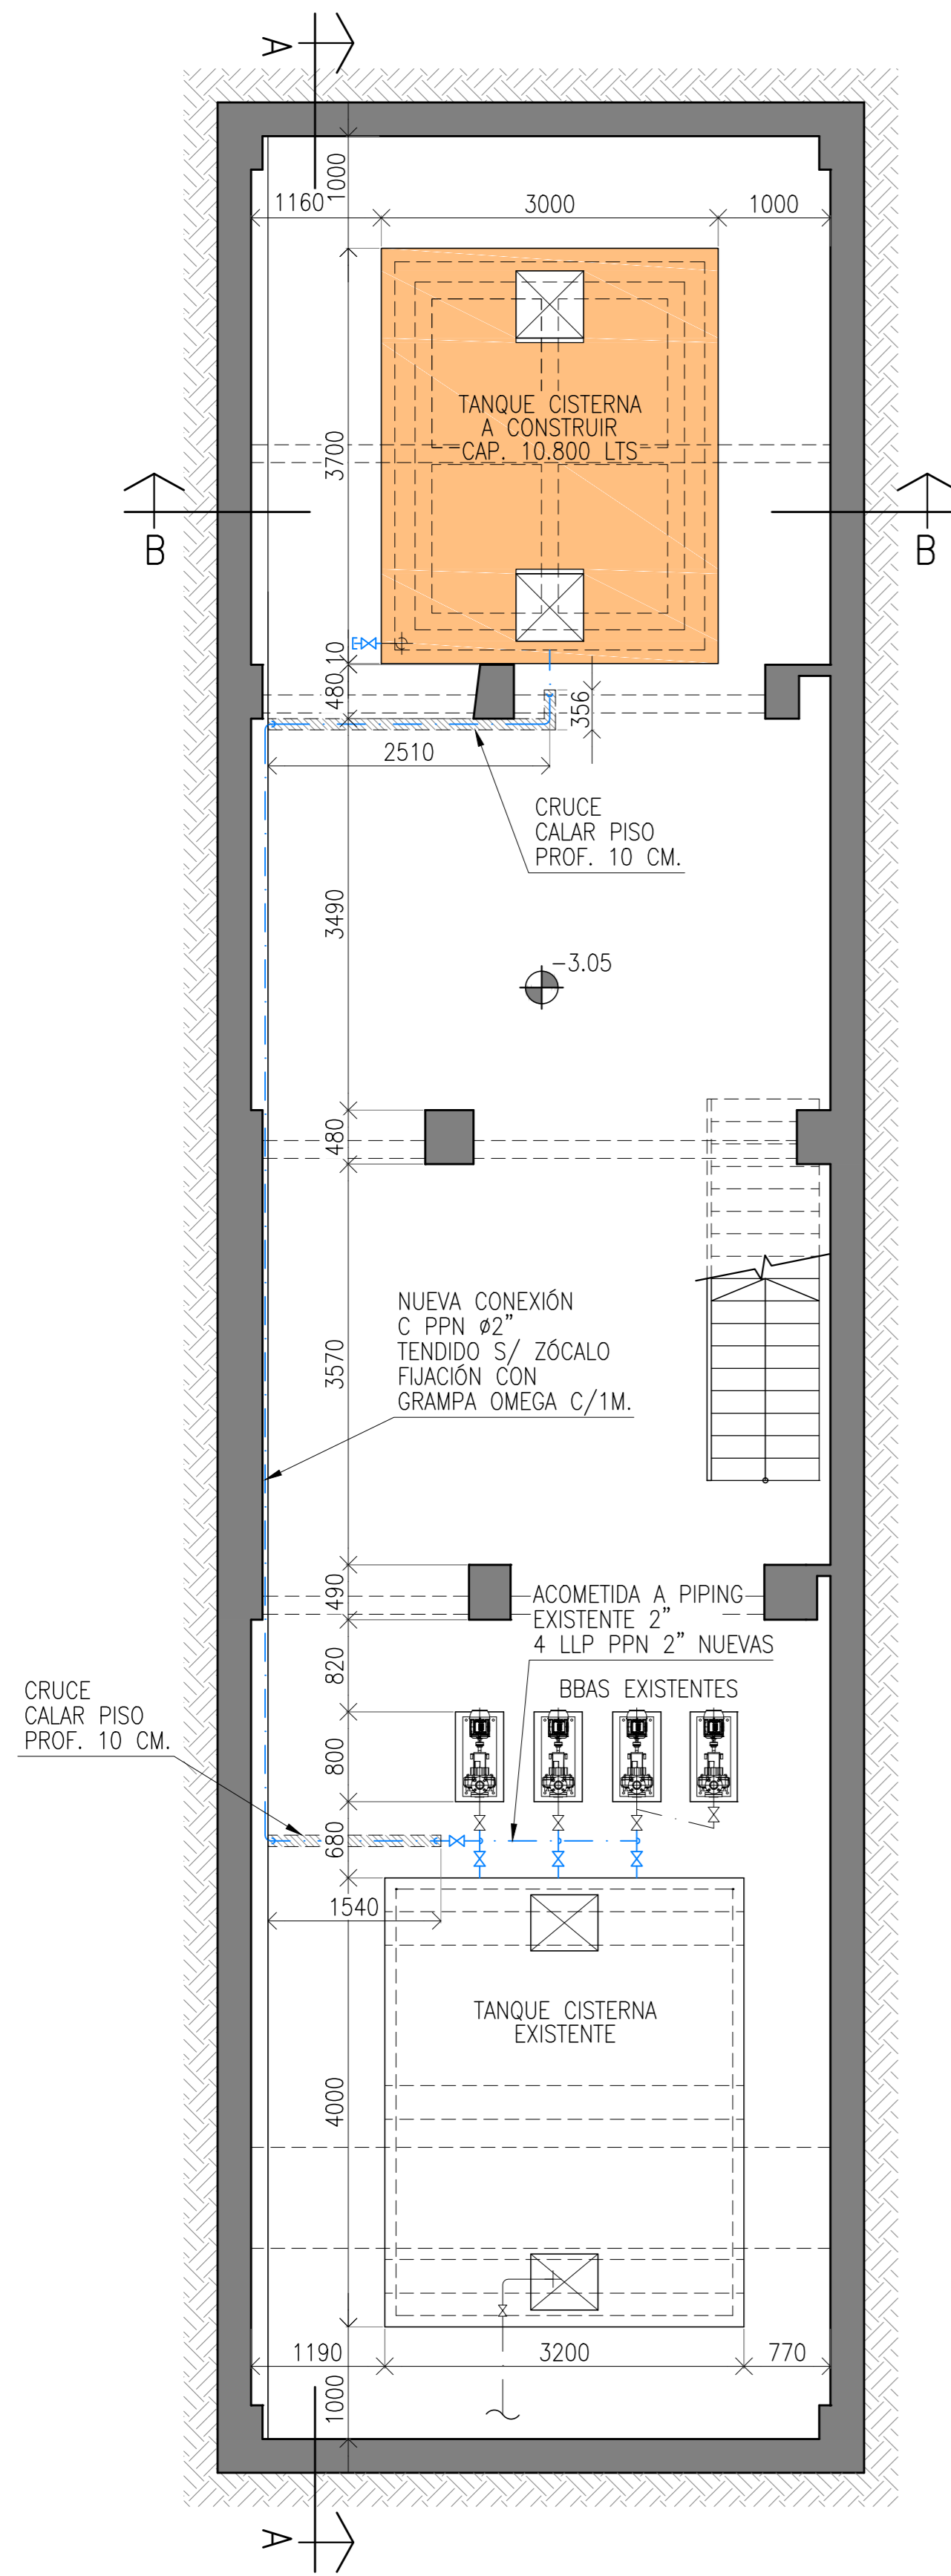 A
1000
1160
3000
1000
TANQUE CISTERNA
A CONSTRUIR
CAP. 10.800 LTS
3700
B
B
10
480
356
2510
CRUCE
CALAR PISO
PROF. 10 CM.
3490
-3.05
480
NUEVA CONEXIÓN
C PPN ø2"
TENDIDO S/ ZÓCALO
FIJACIÓN CON
GRAMPA OMEGA C/1M.
3570
490
ACOMETIDA A PIPING
EXISTENTE 2"
4 LLP PPN 2" NUEVAS
820
BBAS EXISTENTES
CRUCE
CALAR PISO
PROF. 10 CM.
800
680
1540
TANQUE CISTERNA
EXISTENTE
4000
1190
3200
770
1000
A